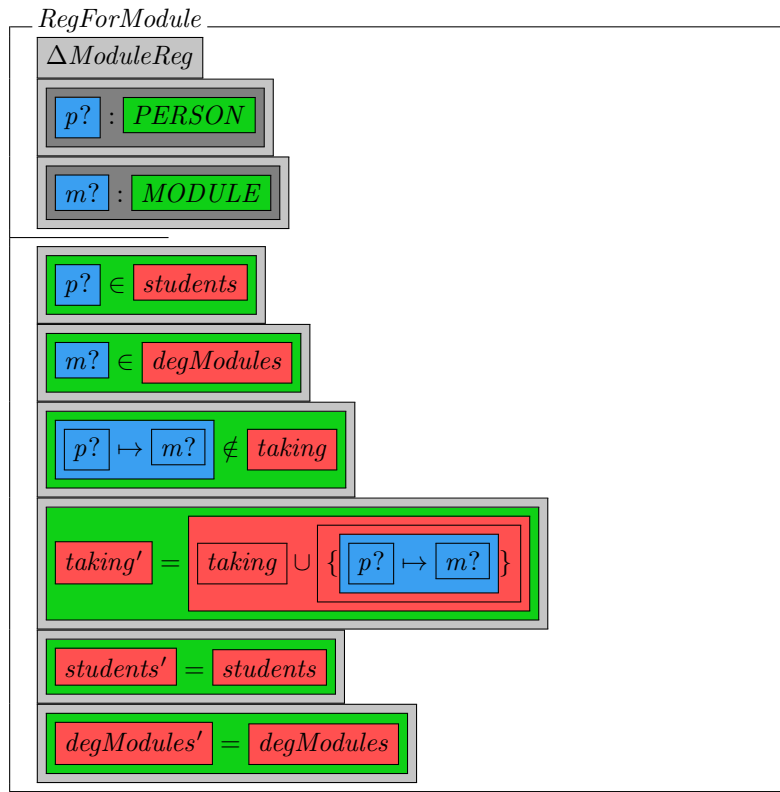 RegForModule
ΔModuleReg
p? : PERSON
m? : MODULE
p? ∈ students
m? ∈ degModules
p? ↦ m? ∉ taking
taking′ = taking ∪ {p? ↦ m?}
students′ = students
degModules′ = degModules